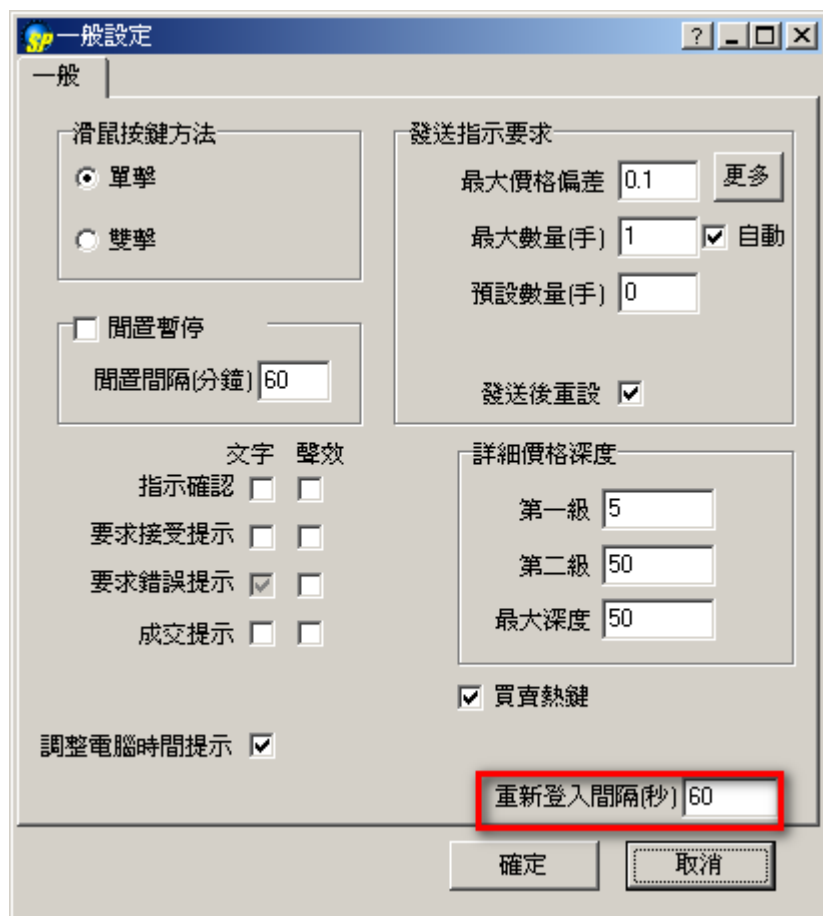 SP 一般設定
一般
滑鼠按鍵方法
單擊
雙擊
閒置暫停
閒置間隔(分鐘) 60
發送指示要求
最大價格偏差 0.1 更多
最大數量(手) 1 自動
預設數量(手) 0
發送後重設
文字 聲效
指示確認
要求接受提示
要求錯誤提示
成交提示
詳細價格深度
第一級 5
第二級 50
最大深度 50
買賣熱鍵
調整電腦時間提示
重新登入間隔(秒) 60
確定 取消